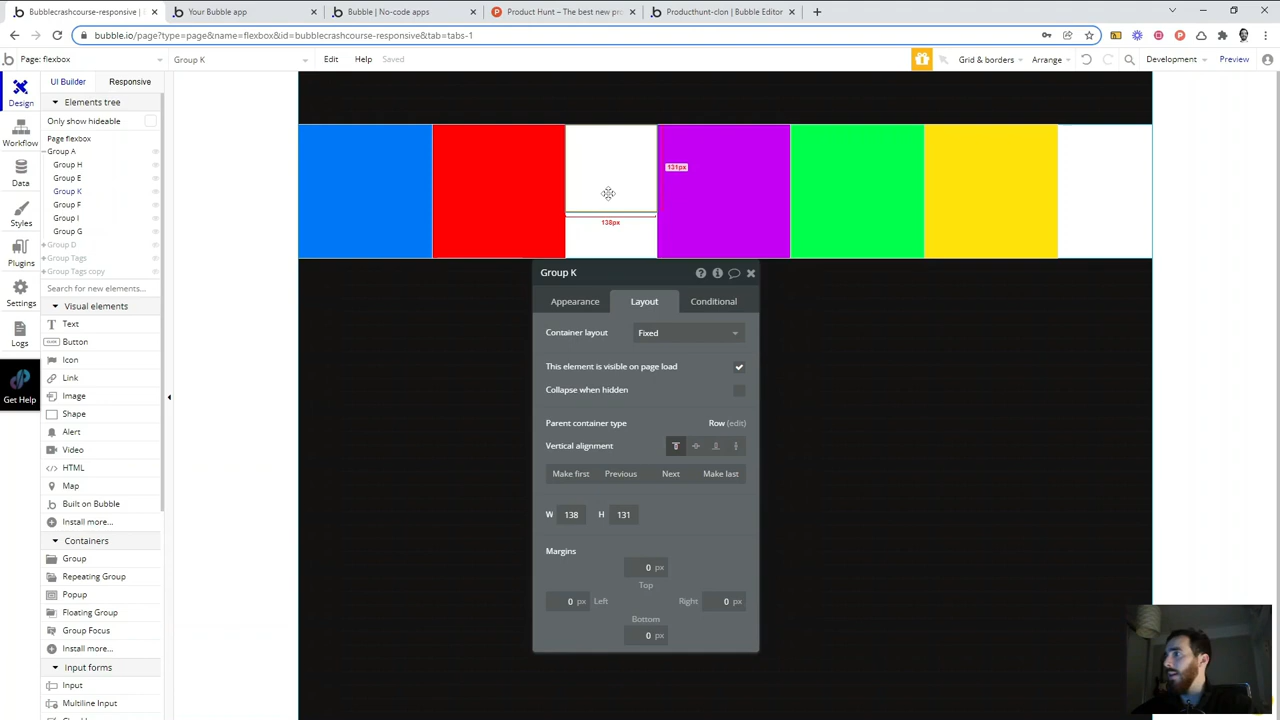 Bubblecrashcourse-responsive |
Your Bubble app
Bubble | No-code apps
Product Hunt – The best new pro
Producthunt-clon | Bubble Editor
bubble.io/page?type=page&name=flexbox&id=bubblecrashcourse-responsive&tab=tabs-1
Page: flexbox
Group K
Edit
Help
Saved
Grid & borders
Arrange
Development
Preview
Design
Workflow
Data
Styles
Plugins
Settings
Logs
Get Help
UI Builder
Responsive
Elements tree
Only show hideable
Page flexbox
Group A
Group H
Group E
Group K
Group F
Group I
Group G
Group D
Group Tags
Group Tags copy
Search for new elements...
Visual elements
Text
Button
CLICK
Icon
Link
Image
Shape
Alert
Video
HTML
Map
Built on Bubble
Install more...
Containers
Group
Repeating Group
Popup
Floating Group
Group Focus
Install more...
Input forms
Input
Multiline Input
131px
138px
Group K
Appearance
Layout
Conditional
Container layout
Fixed
This element is visible on page load
Collapse when hidden
Parent container type
Row (edit)
Vertical alignment
Make first
Previous
Next
Make last
W 138 H 131
Margins
0 px
Top
0 px Left
Right 0 px
Bottom
0 px